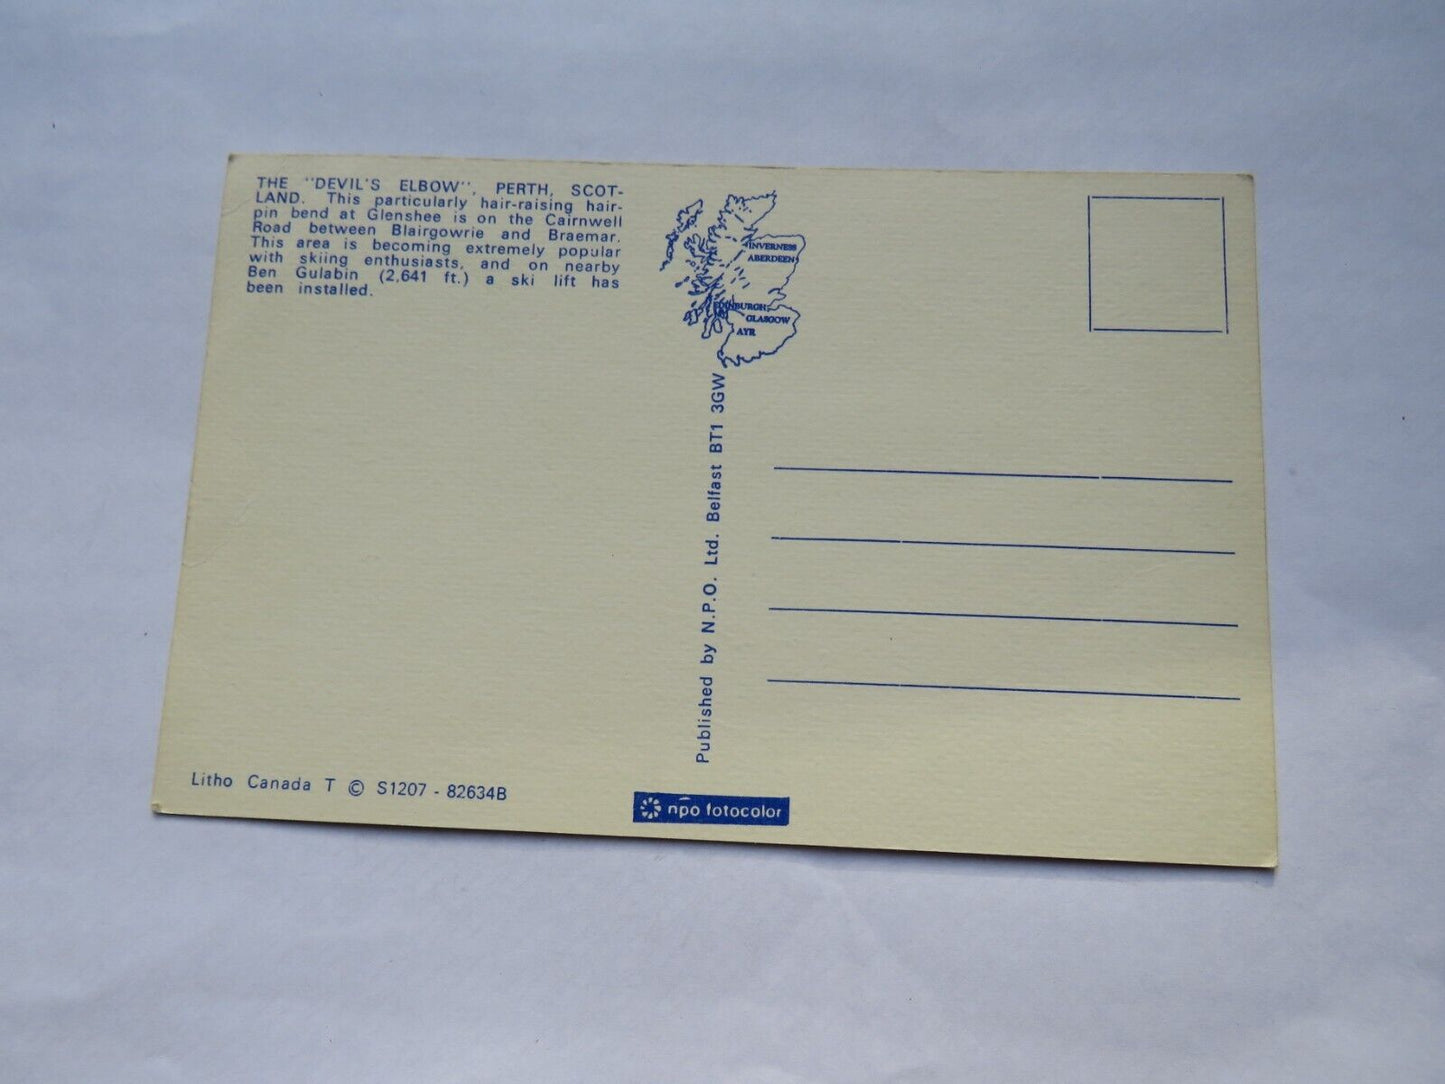 THE "DEVIL'S ELBOW", PERTH, SCOT-
LAND. This particularly hair-raising hair-
pin bend at Glenshee is on the Cairnwell
Road between Blairgowrie and Braemar.
This area is becoming extremely popular
with skiing enthusiasts, and on nearby
Ben Gulabin (2,641 ft.) a ski lift has
been installed.
INVERNESS
ABERDEEN
EDINBURGH
GLASGOW
AYR
Published by N.P.O. Ltd. Belfast BT1 3GW
Litho Canada T © S1207 - 82634B
npo fotocolor